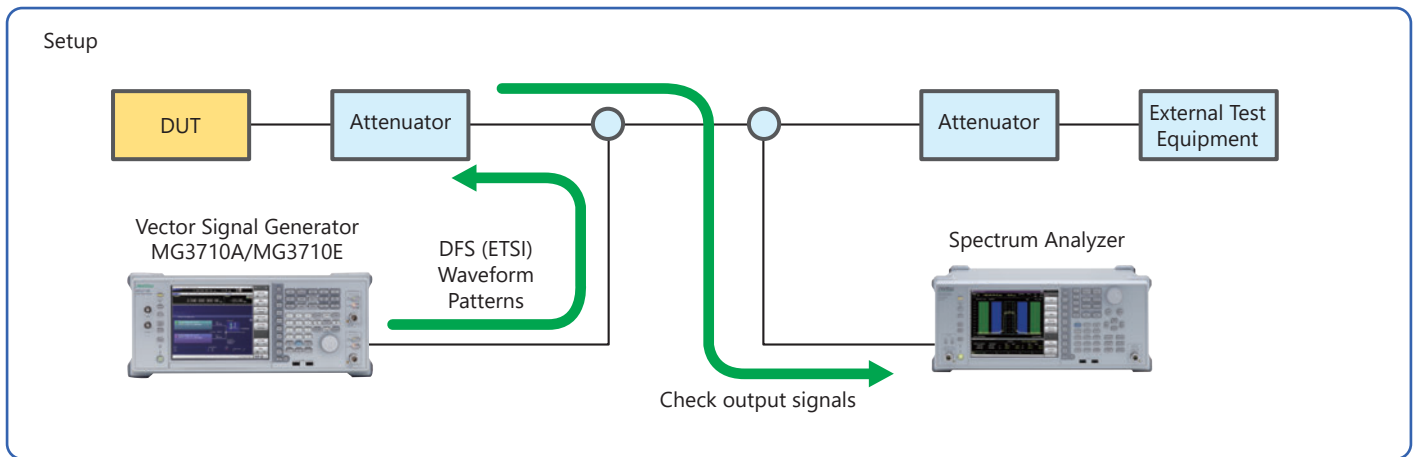 Setup
DUT
Attenuator
Attenuator
External Test
Equipment
Vector Signal Generator
MG3710A/MG3710E
DFS (ETSI)
Waveform
Patterns
Spectrum Analyzer
Check output signals